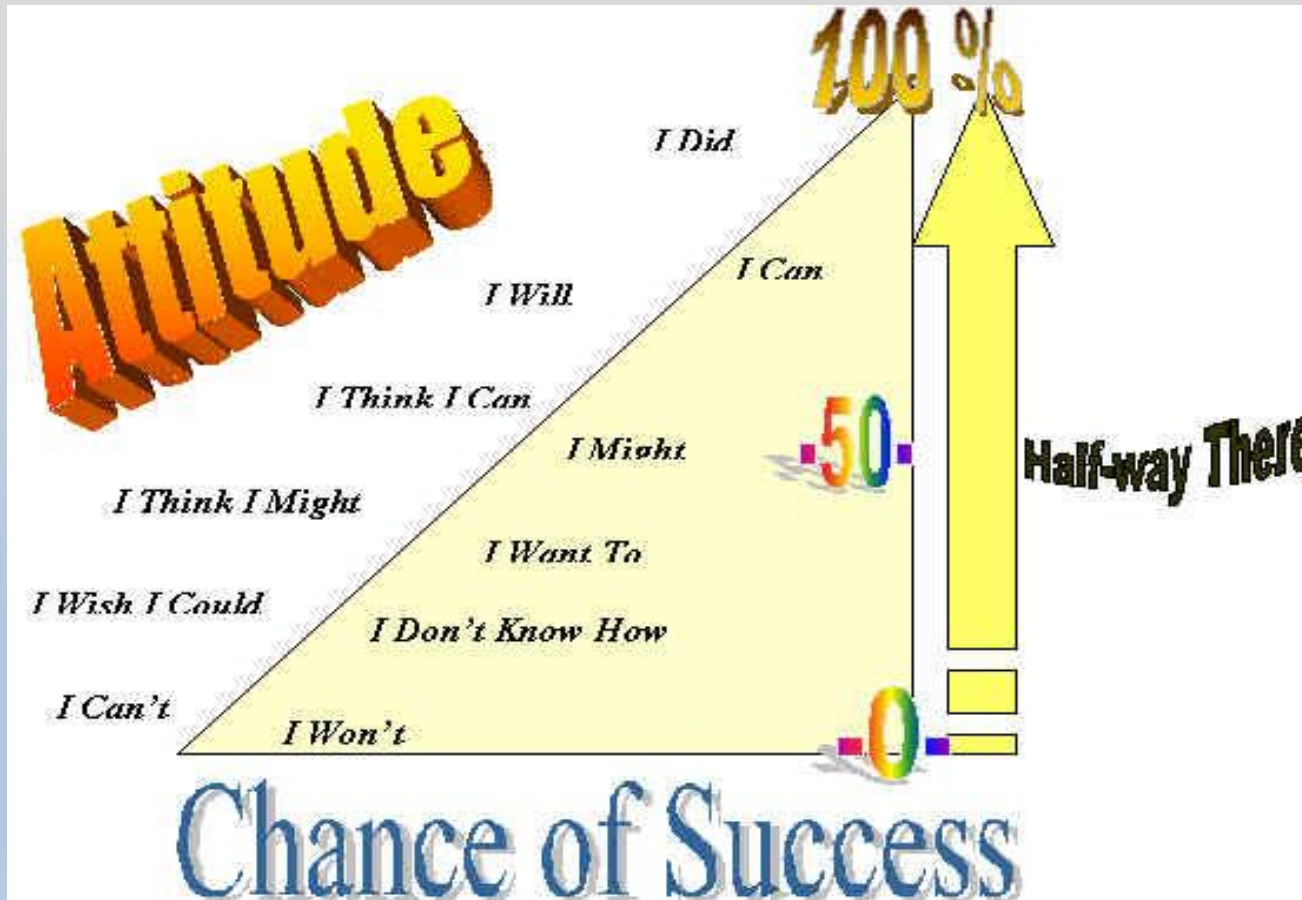 100 %
Attitude
I Did
I Can
I Will
I Think I Can
I Might
-50-
Half-way There
I Think I Might
I Want To
I Wish I Could
I Don't Know How
I Can't
I Won't
-0-
Chance of Success